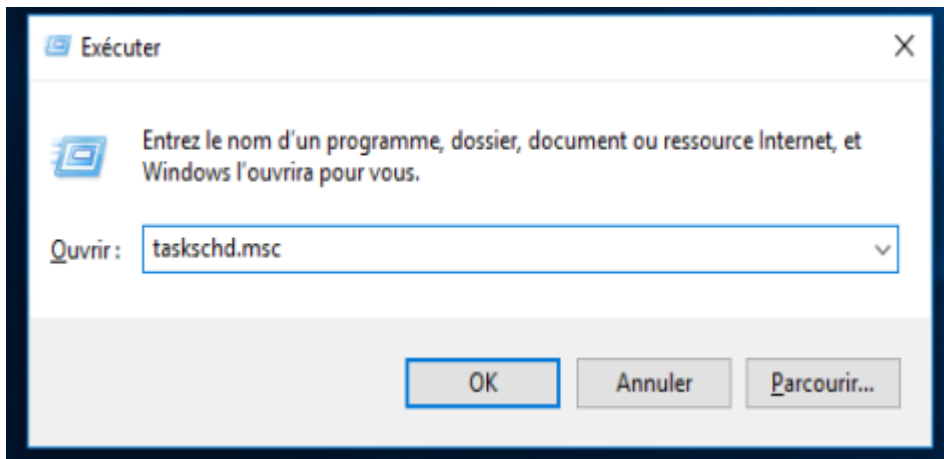 Exécuter
Entrez le nom d'un programme, dossier, document ou ressource Internet, et
Windows l'ouvrira pour vous.
Ouvrir : taskschd.msc
OK Annuler Parcourir...